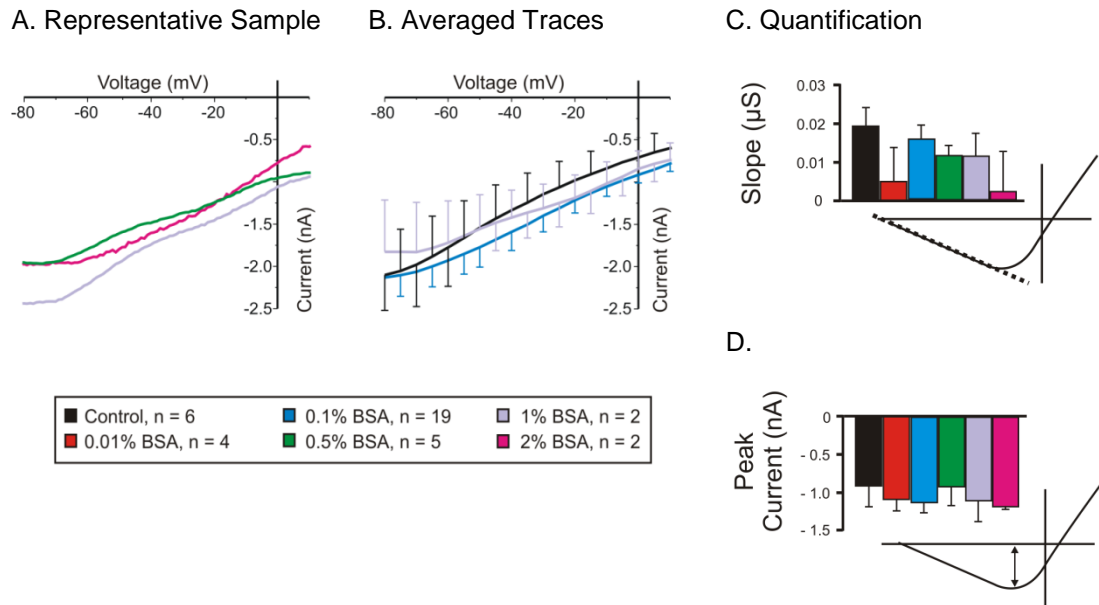 A. Representative Sample
B. Averaged Traces
C. Quantification
Voltage (mV)
-80 -60 -40 -20
-0.5
-1.5
-2.0
-2.5
Current (nA)
Voltage (mV)
-80 -60 -40 -20
-0.5
-1.5
-2.0
-2.5
Current (nA)
Slope (µS)
0.03
0.02
0.01
0
D.
Peak
Current (nA)
0
- 0.5
- 1.0
- 1.5
Control, n = 6
0.1% BSA, n = 19
1% BSA, n = 2
0.01% BSA, n = 4
0.5% BSA, n = 5
2% BSA, n = 2